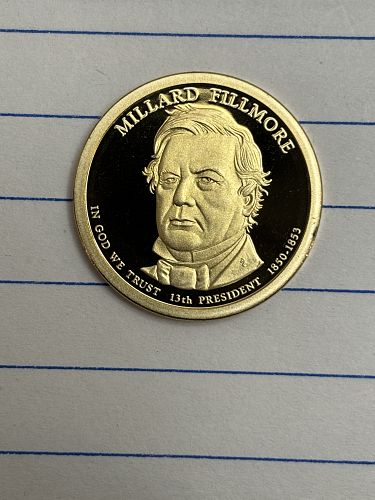 MILLARD FILLMORE
IN GOD WE TRUST 13th PRESIDENT 1850-1853